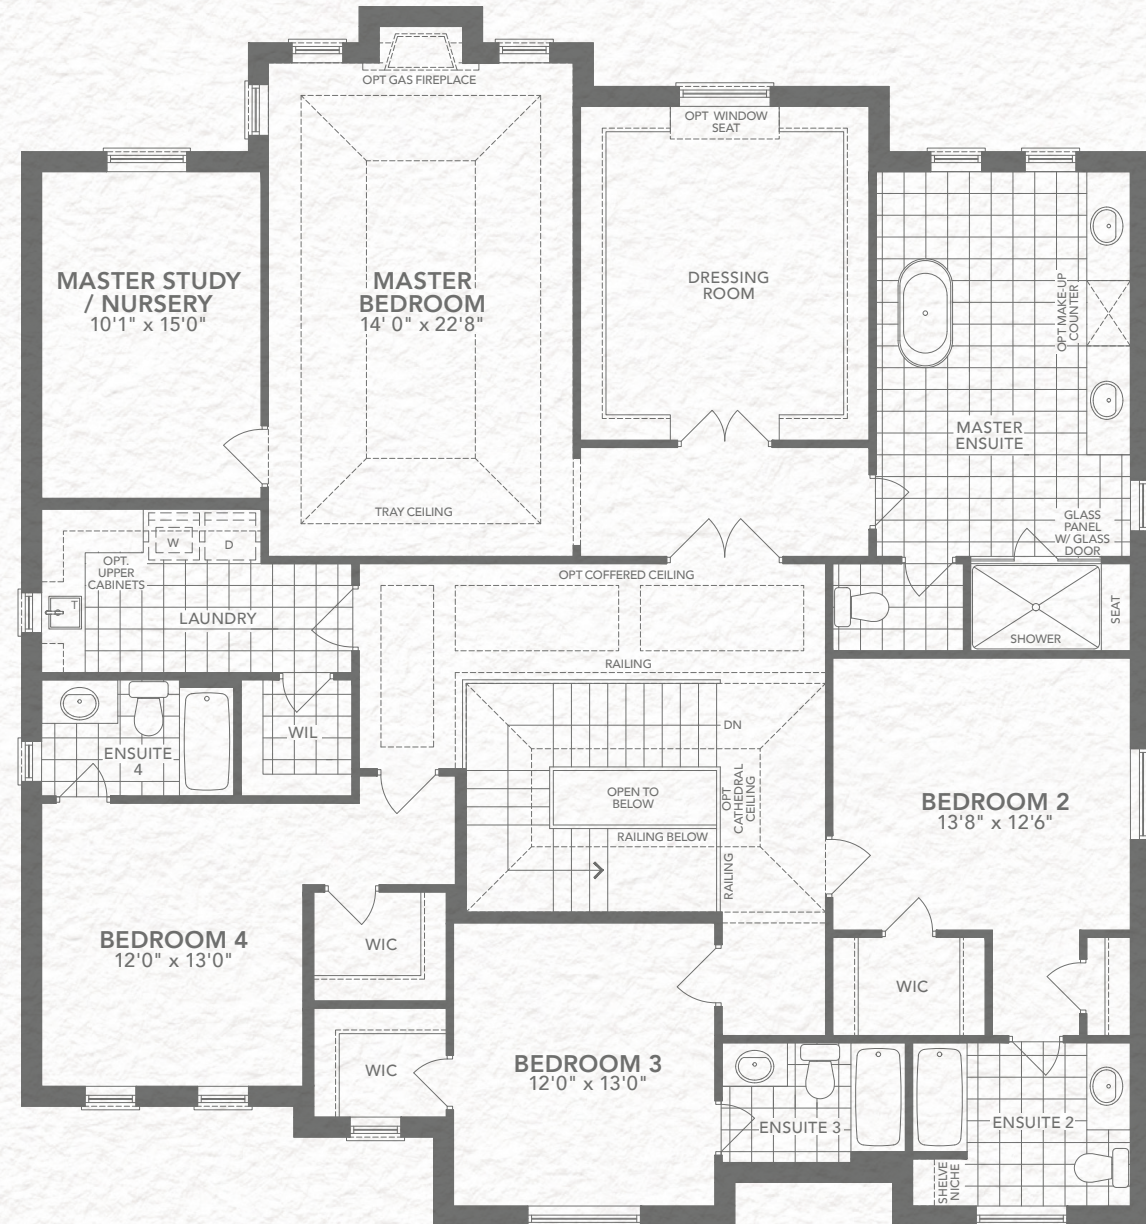 OPT GAS FIREPLACE
OPT WINDOW
SEAT
MASTER STUDY
/ NURSERY
10'1" x 15'0"
MASTER
BEDROOM
14' 0" x 22'8"
DRESSING
ROOM
OPT MAKE-UP
COUNTER
MASTER
ENSUITE
TRAY CEILING
GLASS
PANEL
W/ GLASS
DOOR
W
D
OPT.
UPPER
CABINETS
OPT COFFERED CEILING
T
LAUNDRY
SEAT
SHOWER
RAILING
DN
WIL
ENSUITE
4
OPEN TO
BELOW
OPT
CATHEDRAL
CEILING
BEDROOM 2
13'8" x 12'6"
RAILING BELOW
RAILING
BEDROOM 4
12'0" x 13'0"
WIC
WIC
WIC
BEDROOM 3
12'0" x 13'0"
ENSUITE 3
ENSUITE 2
SHELVE
NICHE